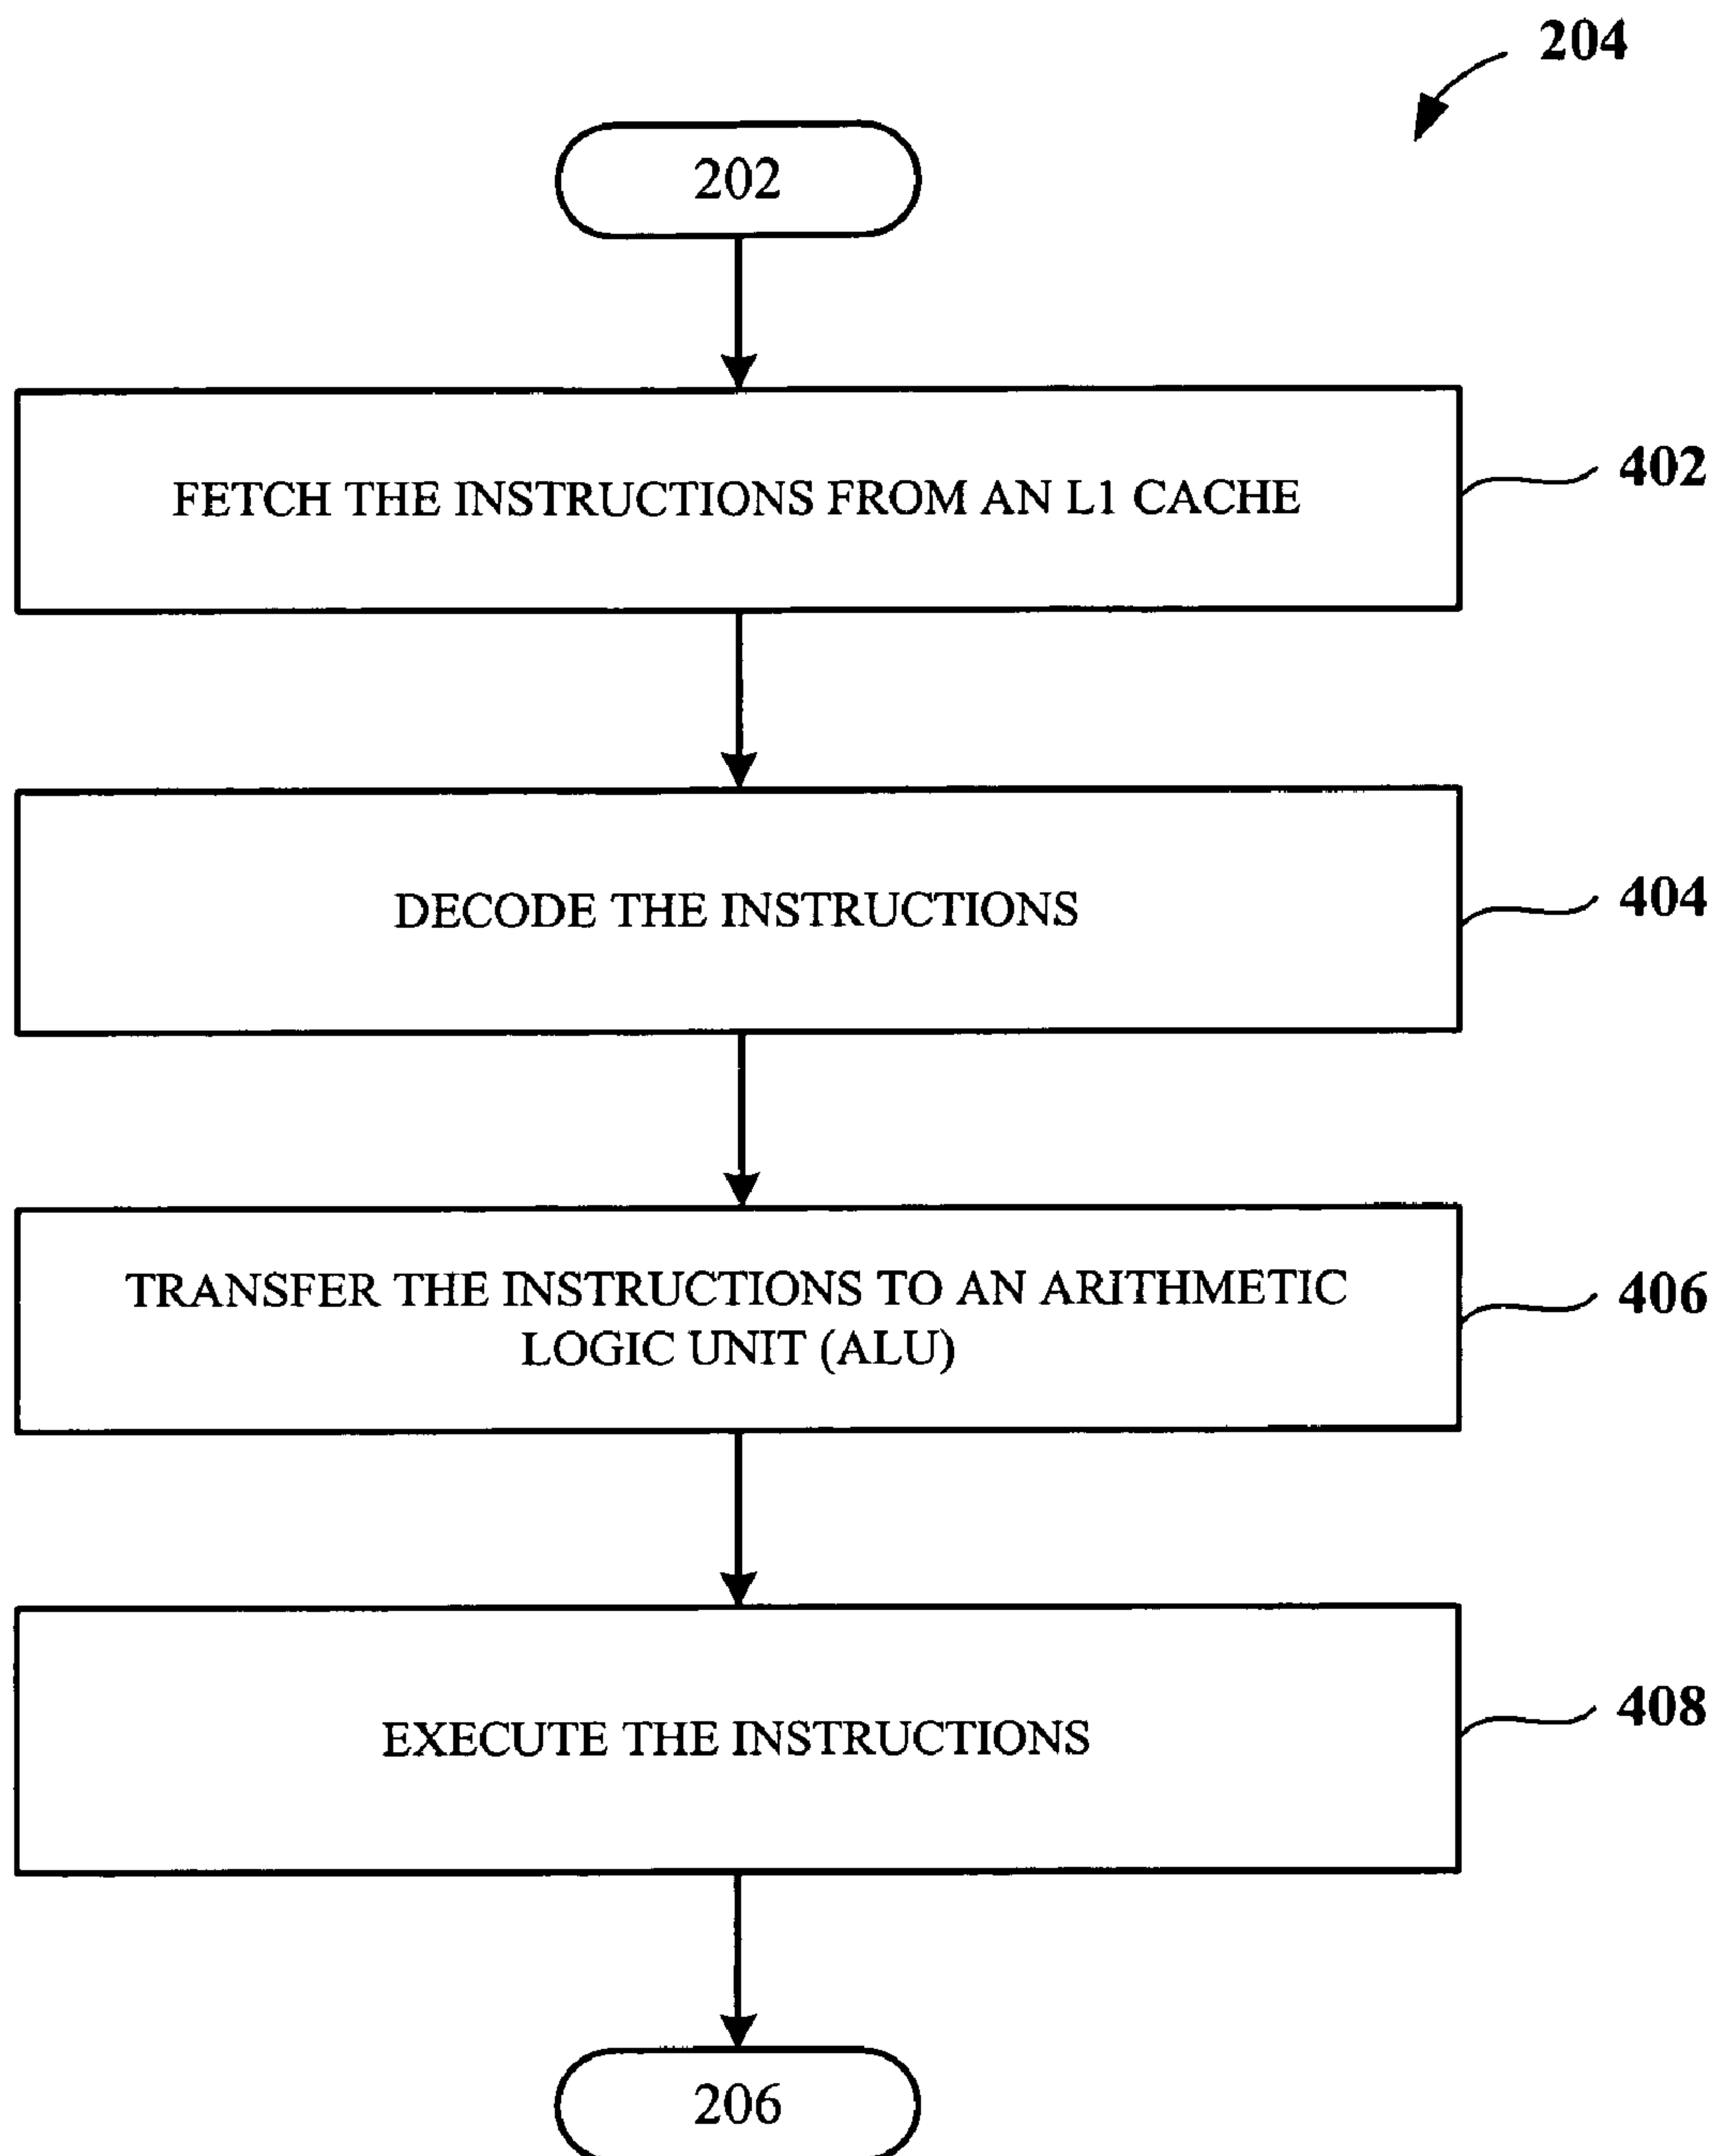 204
202
FETCH THE INSTRUCTIONS FROM AN L1 CACHE
402
DECODE THE INSTRUCTIONS
404
TRANSFER THE INSTRUCTIONS TO AN ARITHMETIC
LOGIC UNIT (ALU)
406
EXECUTE THE INSTRUCTIONS
408
206